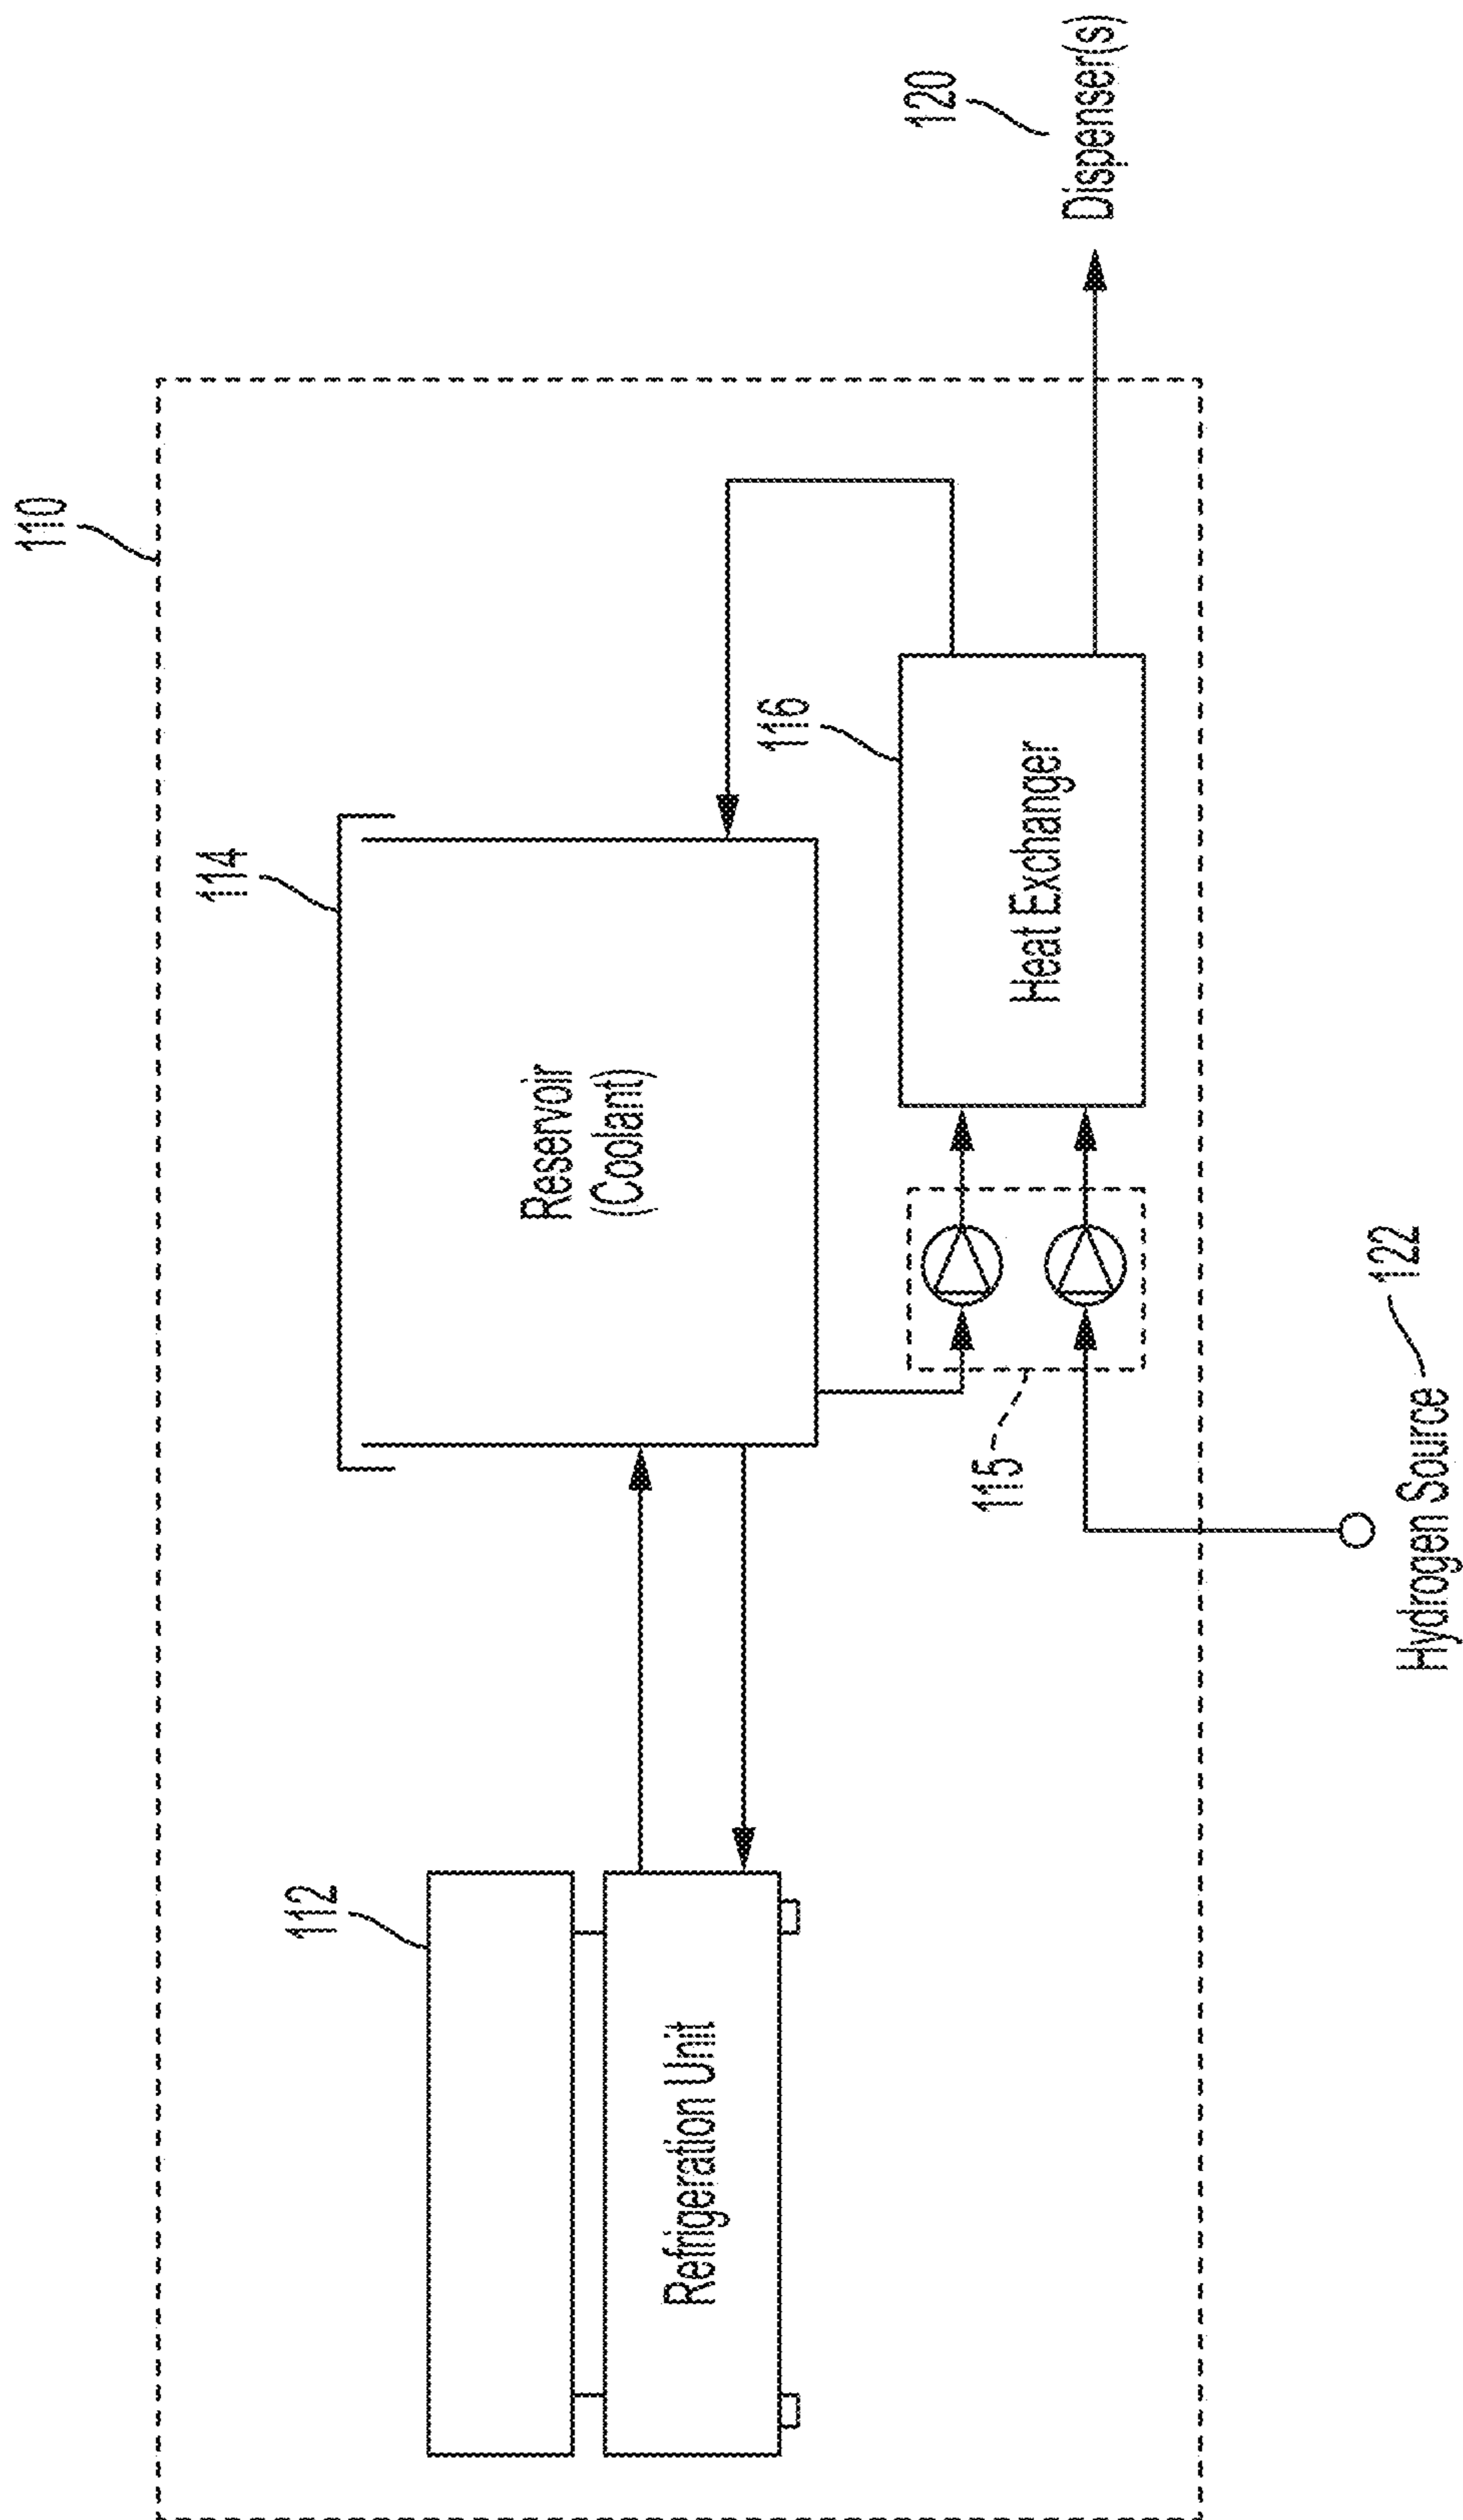 110
120
Dispenser(s)
114
116
112
Reservoir
(Coolant)
Heat Exchanger
Refrigeration Unit
115
122
Hydrogen Source